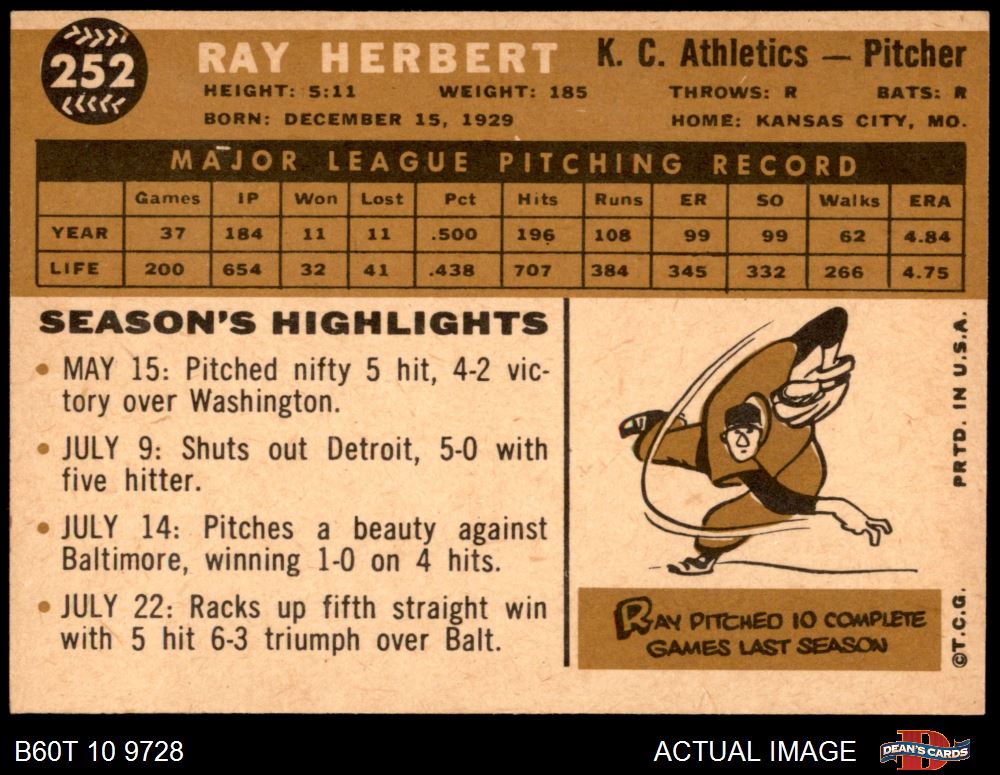 252
RAY HERBERT
K. C. Athletics — Pitcher
HEIGHT: 5:11 WEIGHT: 185 THROWS: R BATS: R
BORN: DECEMBER 15, 1929 HOME: KANSAS CITY, MO.
MAJOR LEAGUE PITCHING RECORD
Games IP Won Lost Pct Hits Runs ER SO Walks ERA
YEAR 37 184 11 11 .500 196 108 99 99 62 4.84
LIFE 200 654 32 41 .438 707 384 345 332 266 4.75
SEASON'S HIGHLIGHTS
• MAY 15: Pitched nifty 5 hit, 4-2 vic-
tory over Washington.
• JULY 9: Shuts out Detroit, 5-0 with
five hitter.
• JULY 14: Pitches a beauty against
Baltimore, winning 1-0 on 4 hits.
• JULY 22: Racks up fifth straight win
with 5 hit 6-3 triumph over Balt.
RAY PITCHED 10 COMPLETE
GAMES LAST SEASON
©T.C.G. PRTD. IN U.S.A.
B60T 10 9728
ACTUAL IMAGE
DEAN'S CARDS